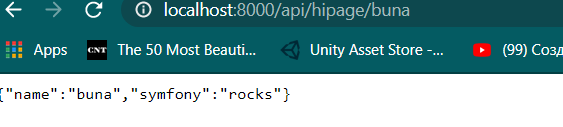 localhost:8000/api/hipage/buna
Apps CNT The 50 Most Beauti... Unity Asset Store -... (99) Созд
{"name":"buna","symfony":"rocks"}